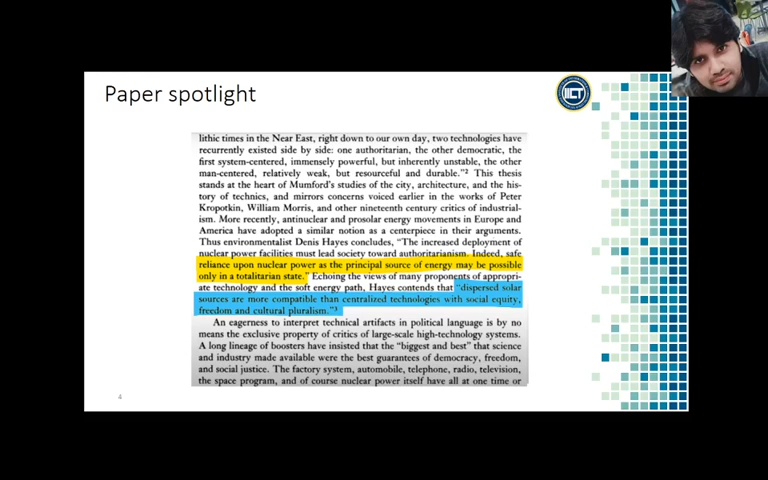 Paper spotlight
IICT
lithic times in the Near East, right down to our own day, two technologies have
recurrently existed side by side: one authoritarian, the other democratic, the
first system-centered, immensely powerful, but inherently unstable, the other
man-centered, relatively weak, but resourceful and durable."2 This thesis
stands at the heart of Mumford's studies of the city, architecture, and the his-
tory of technics, and mirrors concerns voiced earlier in the works of Peter
Kropotkin, William Morris, and other nineteenth century critics of industrial-
ism. More recently, antinuclear and prosolar energy movements in Europe and
America have adopted a similar notion as a centerpiece in their arguments.
Thus environmentalist Denis Hayes concludes, "The increased deployment of
nuclear power facilities must lead society toward authoritarianism. Indeed, safe
reliance upon nuclear power as the principal source of energy may be possible
only in a totalitarian state." Echoing the views of many proponents of appropri-
ate technology and the soft energy path, Hayes contends that "dispersed solar
sources are more compatible than centralized technologies with social equity,
freedom and cultural pluralism."3
An eagerness to interpret technical artifacts in political language is by no
means the exclusive property of critics of large-scale high-technology systems.
A long lineage of boosters have insisted that the "biggest and best" that science
and industry made available were the best guarantees of democracy, freedom,
and social justice. The factory system, automobile, telephone, radio, television,
the space program, and of course nuclear power itself have all at one time or
4